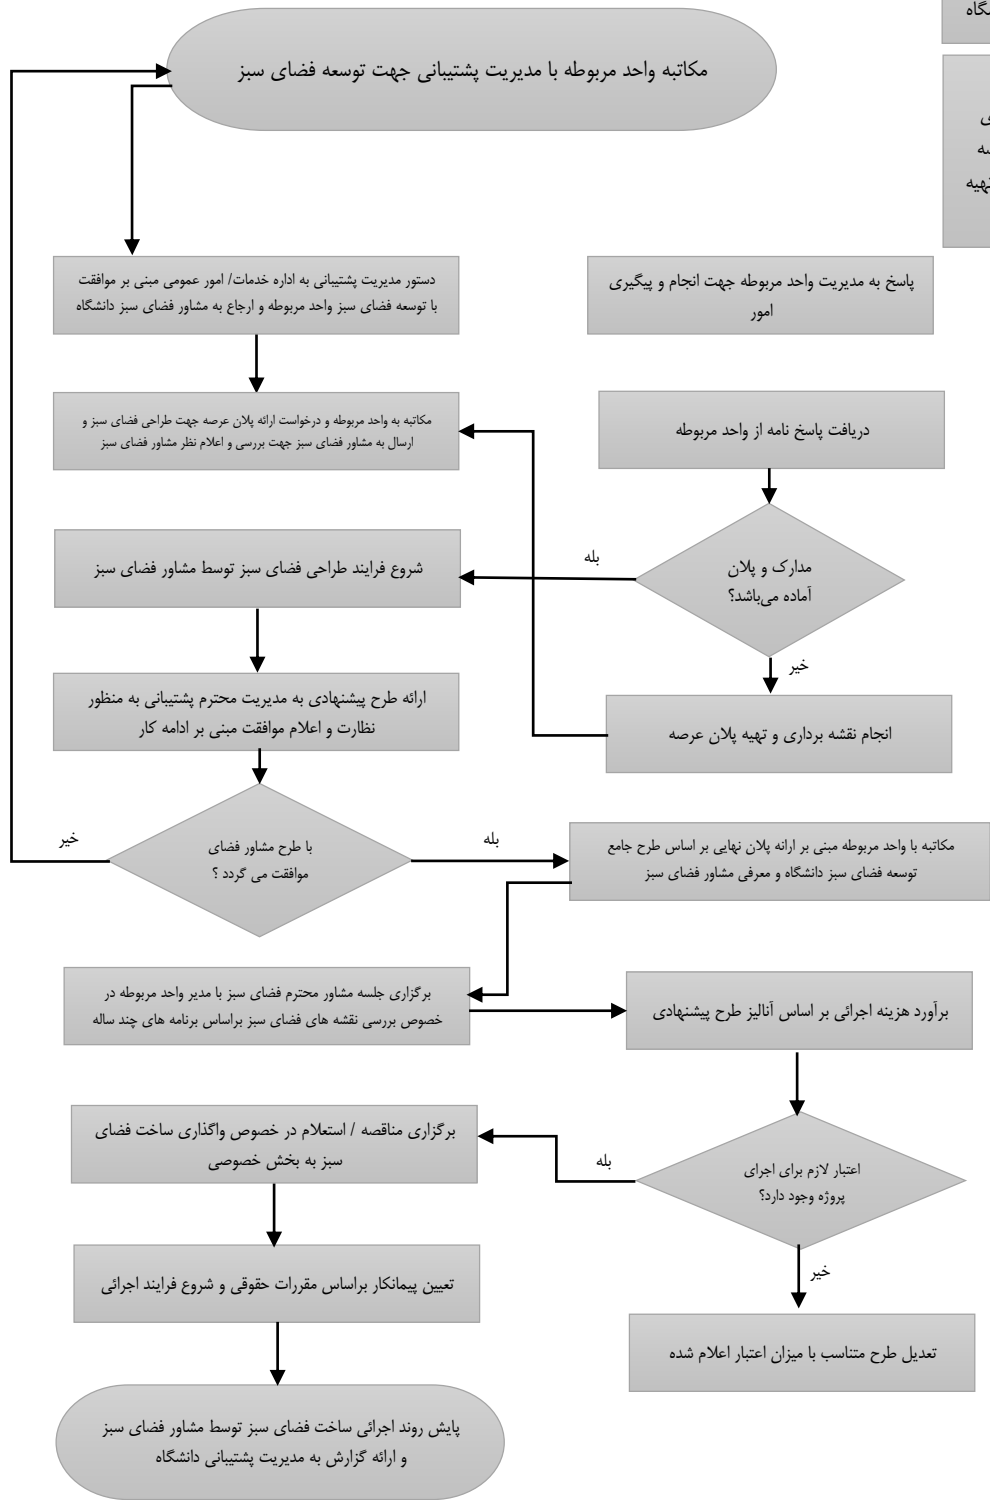 مکاتبه واحد مربوطه با مدیریت پشتیبانی جهت توسعه فضای سبز
دستور مدیریت پشتیبانی به اداره خدمات/ امور عمومی مبنی بر موافقت
با توسعه فضای سبز واحد مربوطه و ارجاع به مشاور فضای سبز دانشگاه
پاسخ به مدیریت واحد مربوطه جهت انجام و پیگیری
امور
مکاتبه به واحد مربوطه و درخواست ارائه پلان عرصه جهت طراحی فضای سبز و
ارسال به مشاور فضای سبز جهت بررسی و اعلام نظر مشاور فضای سبز
دریافت پاسخ نامه از واحد مربوطه
مدارک و پلان
آماده می‌باشد؟
بله
خیر
شروع فرایند طراحی فضای سبز توسط مشاور فضای سبز
انجام نقشه برداری و تهیه پلان عرصه
ارائه طرح پیشنهادی به مدیریت محترم پشتیبانی به منظور
نظارت و اعلام موافقت مبنی بر ادامه کار
با طرح مشاور فضای
موافقت می گردد ؟
خیر
بله
مکاتبه با واحد مربوطه مبنی بر ارانه پلان نهایی بر اساس طرح جامع
توسعه فضای سبز دانشگاه و معرفی مشاور فضای سبز
برگزاری جلسه مشاور محترم فضای سبز با مدیر واحد مربوطه در
خصوص بررسی نقشه های فضای سبز براساس برنامه های چند ساله
برآورد هزینه اجرائی بر اساس آنالیز طرح پیشنهادی
اعتبار لازم برای اجرای
پروژه وجود دارد؟
بله
خیر
برگزاری مناقصه / استعلام در خصوص واگذاری ساخت فضای
سبز به بخش خصوصی
تعدیل طرح متناسب با میزان اعتبار اعلام شده
تعیین پیمانکار براساس مقررات حقوقی و شروع فرایند اجرائی
پایش روند اجرائی ساخت فضای سبز توسط مشاور فضای سبز
و ارائه گزارش به مدیریت پشتیبانی دانشگاه